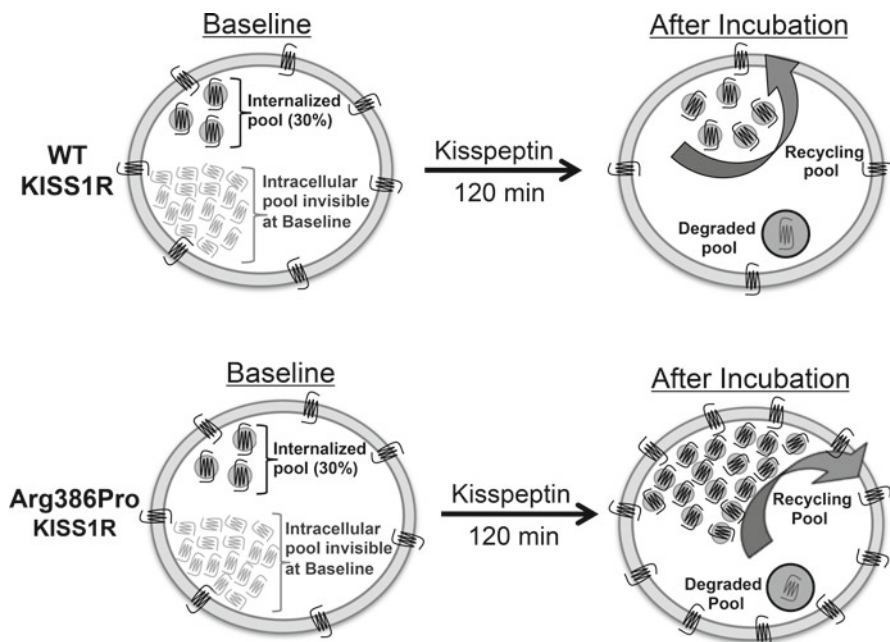 Baseline
After Incubation
WT
KISS1R
Internalized
pool (30%)
Intracellular
pool invisible
at Baseline
Kisspeptin
120 min
Recycling
pool
Degraded
pool
Baseline
After Incubation
Arg386Pro
KISS1R
Internalized
pool (30%)
Intracellular
pool invisible
at Baseline
Kisspeptin
120 min
Recycling
Pool
Degraded
Pool